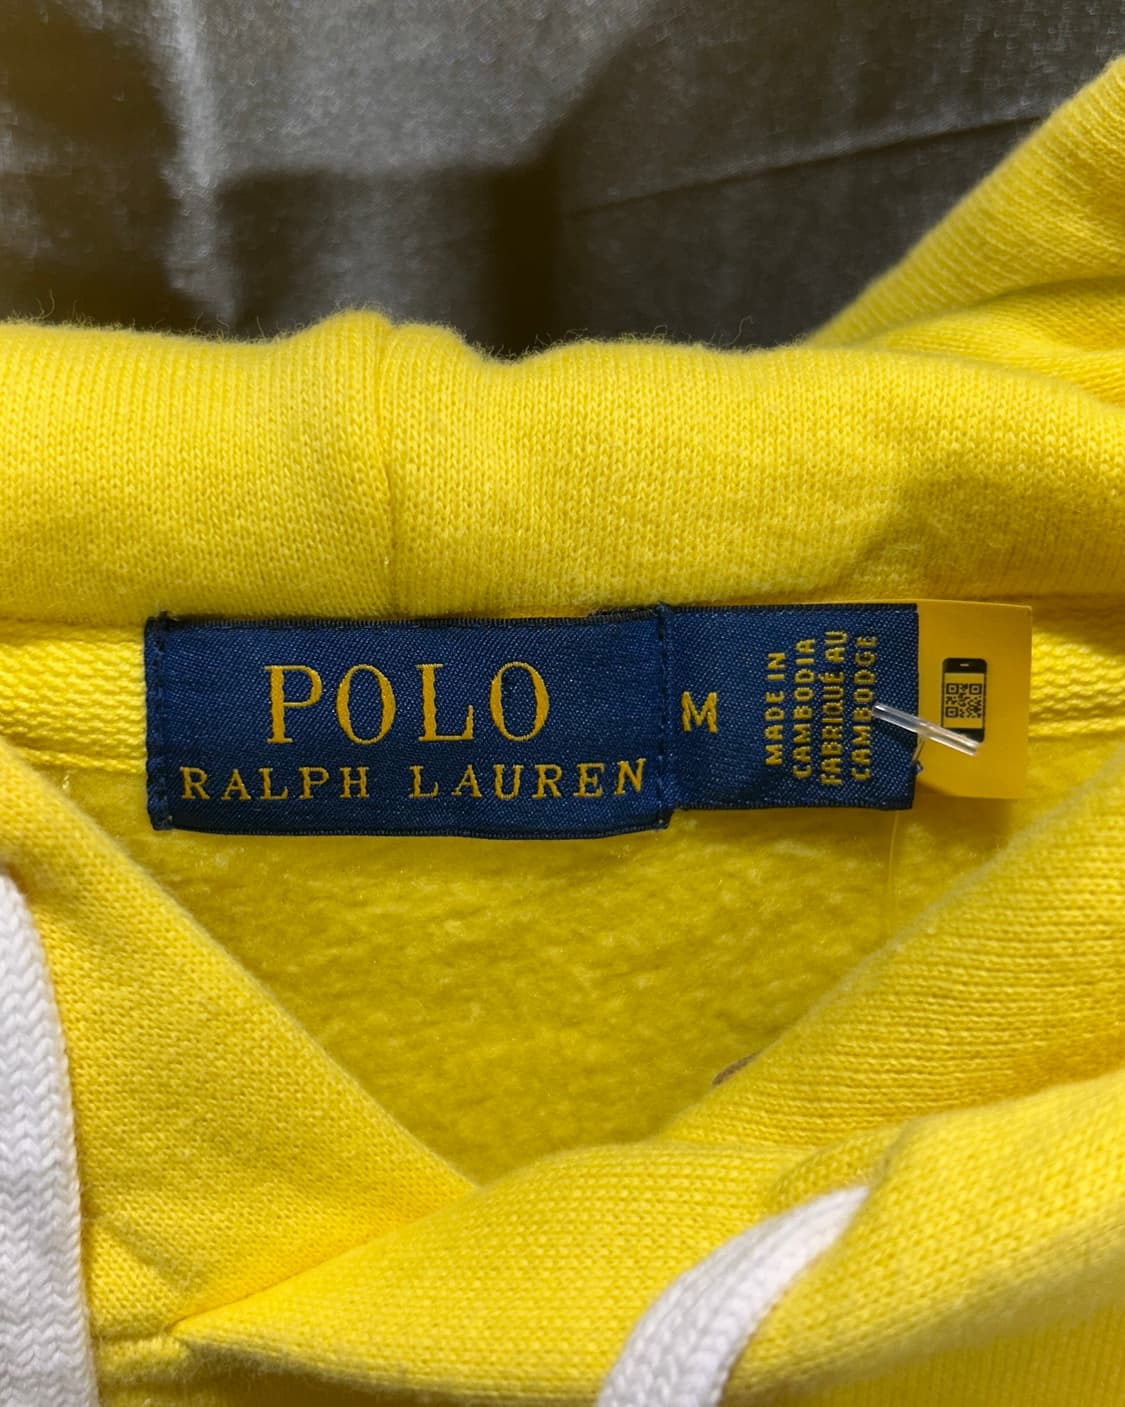 POLO
RALPH LAUREN
M
MADE IN
CAMBODIA
FABRIQUÉ AU
CAMBODGE